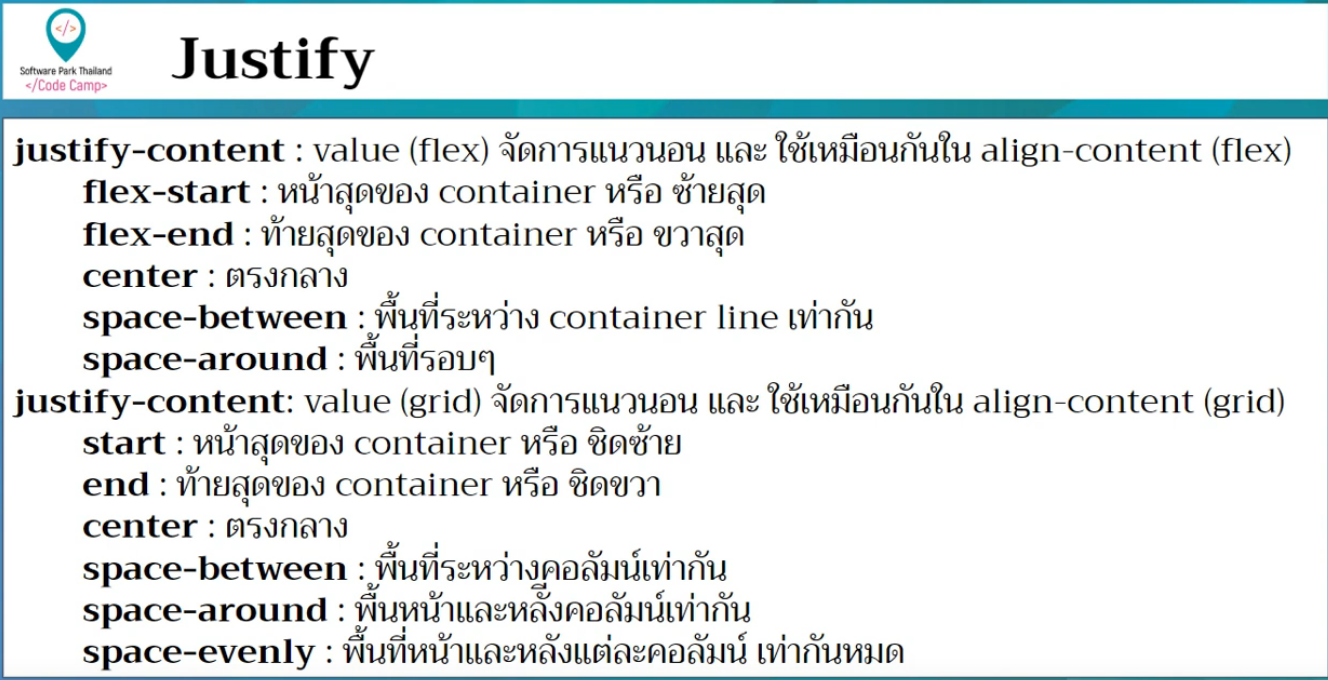 </>
Software Park Thailand
</Code Camp>
Justify
justify-content : value (flex) จัดการแนวนอน และ ใช้เหมือนกันใน align-content (flex)
flex-start : หน้าสุดของ container หรือ ซ้ายสุด
flex-end : ท้ายสุดของ container หรือ ขวาสุด
center : ตรงกลาง
space-between : พื้นที่ระหว่าง container line เท่ากัน
space-around : พื้นที่รอบๆ
justify-content: value (grid) จัดการแนวนอน และ ใช้เหมือนกันใน align-content (grid)
start : หน้าสุดของ container หรือ ชิดซ้าย
end : ท้ายสุดของ container หรือ ชิดขวา
center : ตรงกลาง
space-between : พื้นที่ระหว่างคอลัมน์เท่ากัน
space-around : พื้นหน้าและหลังคอลัมน์เท่ากัน
space-evenly : พื้นที่หน้าและหลังแต่ละคอลัมน์ เท่ากันหมด